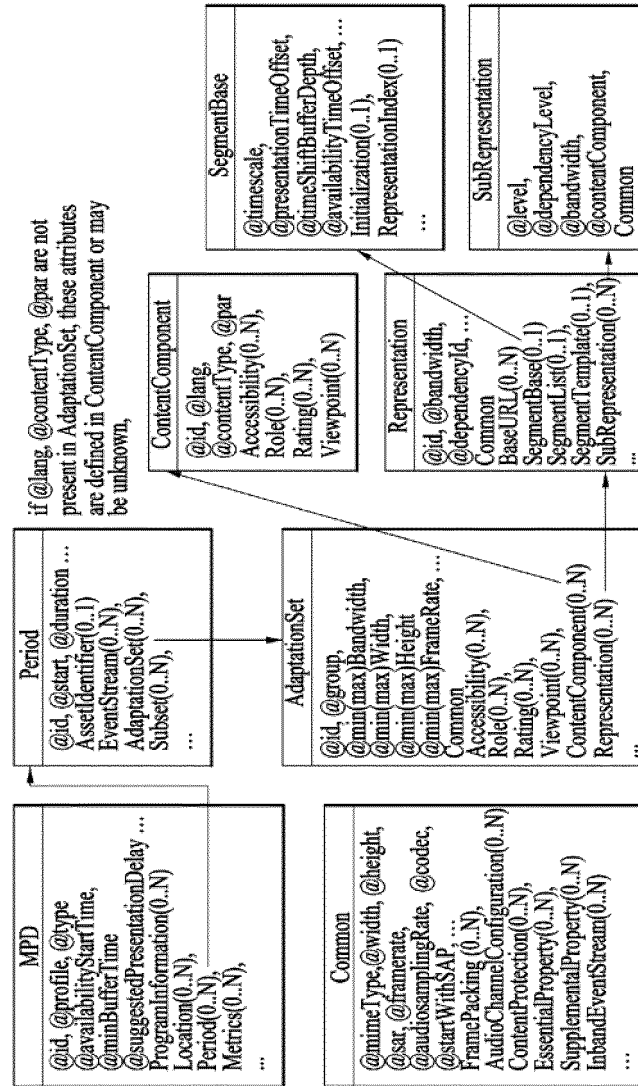 MPD
@id, @profile, @type
@availabilityStartTime,
@minBufferTime
@suggestedPresentationDelay ...
ProgramInformation(0..N)
Location(0..N),
Period(0..N),
Metrics(0..N),
...
Period
@id, @start, @duration ...
AssetIdentifier(0..1)
EventStream(0..N),
AdaptationSet(0..N),
Subset(0..N),
...
if @lang, @contentType, @par are not
present in AdaptationSet, these attributes
are defined in ContentComponent or may
be unknown,
Common
@mimeType,@width, @height,
@sar, @framerate,
@audiosamplingRate, @codec,
@startWithSAP, ...
FramePacking (0..N),
AudioChannelConfiguration(0..N)
ContentProtection(0..N),
EssentialProperty(0..N),
SupplementalProperty(0..N)
InbandEventStream(0..N)
AdaptationSet
@id, @group,
@min(max)Bandwidth,
@min(max)Width,
@min(max)Height
@min(max)FrameRate, ...
Common
Accessibility(0..N),
Role(0..N),
Rating(0..N),
Viewpoint(0..N),
ContentComponent(0..N)
Representation(0..N)
...
ContentComponent
@id, @lang,
@contentType, @par
Accessibility(0..N),
Role(0..N),
Rating(0..N),
Viewpoint(0..N)
Representation
@id, @bandwidth,
@dependencyId, ...
Common
BaseURL(0..N)
SegmentBase(0..1)
SegmentList(0..1),
SegmentTemplate(0..1),
SubRepresentation(0..N)
...
SegmentBase
@timescale,
@presentationTimeOffset,
@timeShiftBufferDepth,
@availabilityTimeOffset, ...
Initialization(0..1),
RepresentationIndex(0..1)
...
SubRepresentation
@level,
@dependencyLevel,
@bandwidth,
@contentComponent,
Common